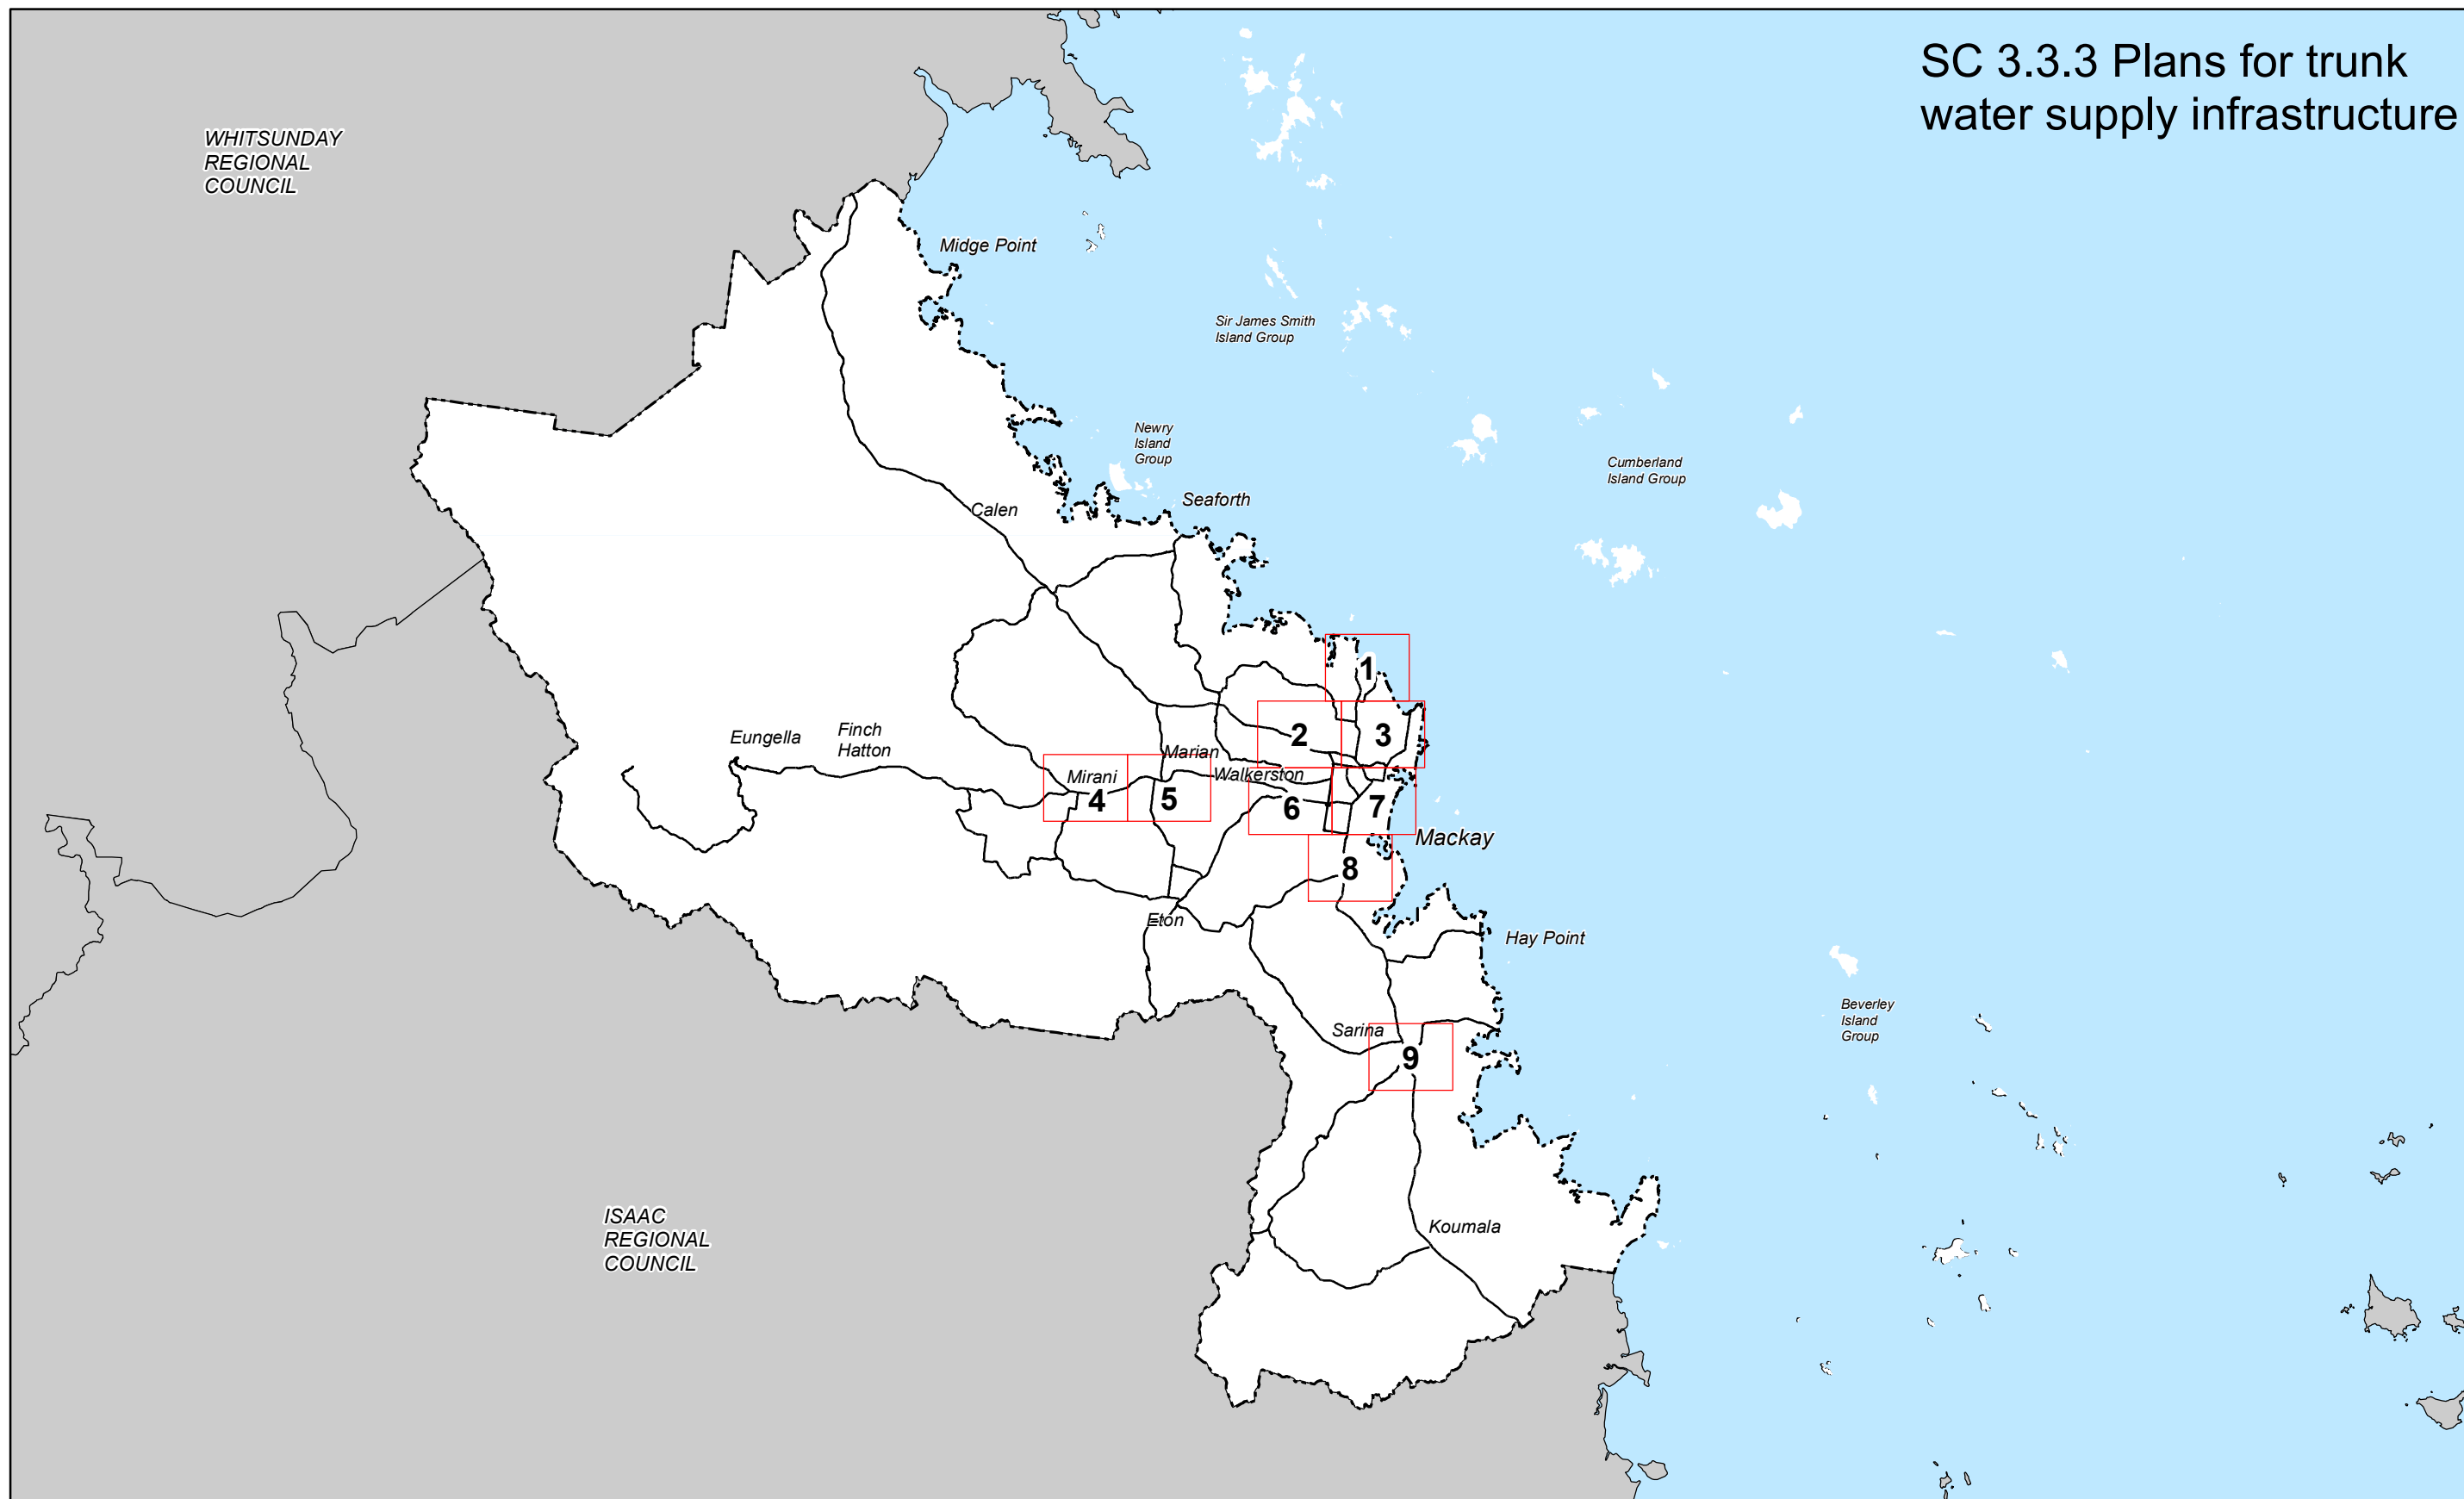 SC 3.3.3 Plans for trunk
water supply infrastructure
WHITSUNDAY
REGIONAL
COUNCIL
Midge Point
Sir James Smith
Island Group
Newry
Island
Group
Cumberland
Island Group
Seaforth
Calen
1
2
3
Eungella
Finch
Hatton
Marian
Mirani
Walkerston
4
5
6
7
Mackay
8
Eton
Hay Point
Beverley
Island
Group
Sarina
9
ISAAC
REGIONAL
COUNCIL
Koumala